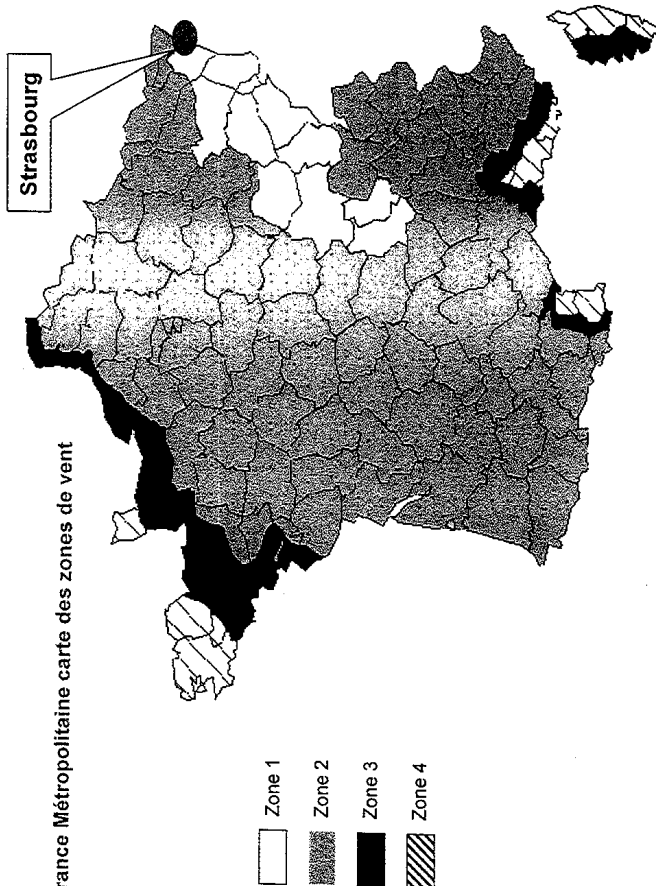 Strasbourg
rance Métropolitaine carte des zones de vent
Zone 1
Zone 2
Zone 3
Zone 4